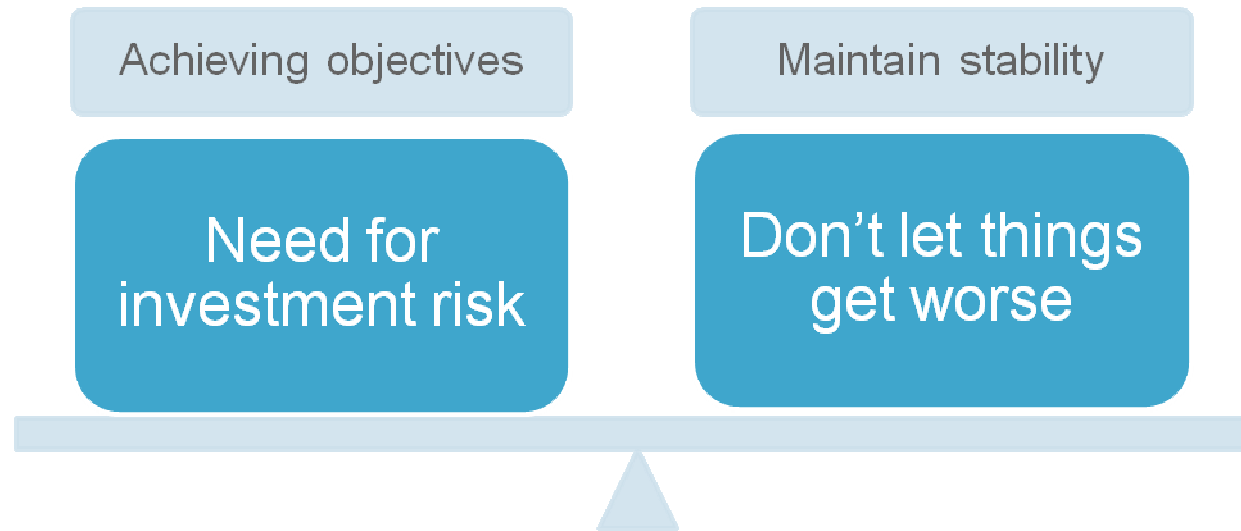 Achieving objectives
Maintain stability
Need for
investment risk
Don’t let things
get worse